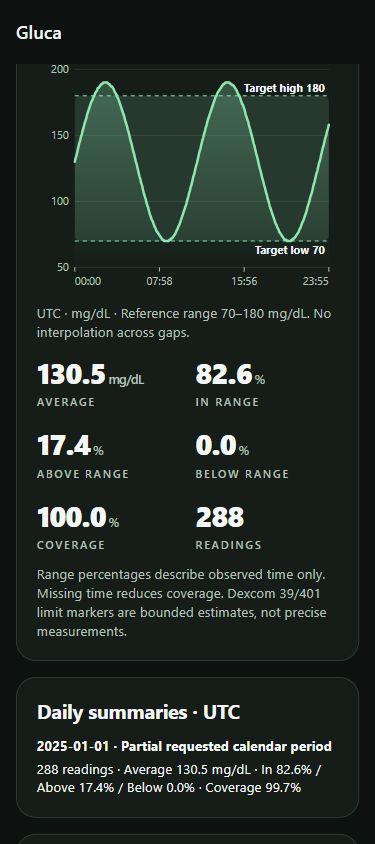 Gluca
200
Target high 180
150
100
Target low 70
50
00:00 07:58 15:56 23:55
UTC · mg/dL · Reference range 70–180 mg/dL. No
interpolation across gaps.
130.5 mg/dL 82.6 %
AVERAGE IN RANGE
17.4 % 0.0 %
ABOVE RANGE BELOW RANGE
100.0 % 288
COVERAGE READINGS
Range percentages describe observed time only.
Missing time reduces coverage. Dexcom 39/401
limit markers are bounded estimates, not precise
measurements.
Daily summaries · UTC
2025-01-01 · Partial requested calendar period
288 readings · Average 130.5 mg/dL · In 82.6% /
Above 17.4% / Below 0.0% · Coverage 99.7%